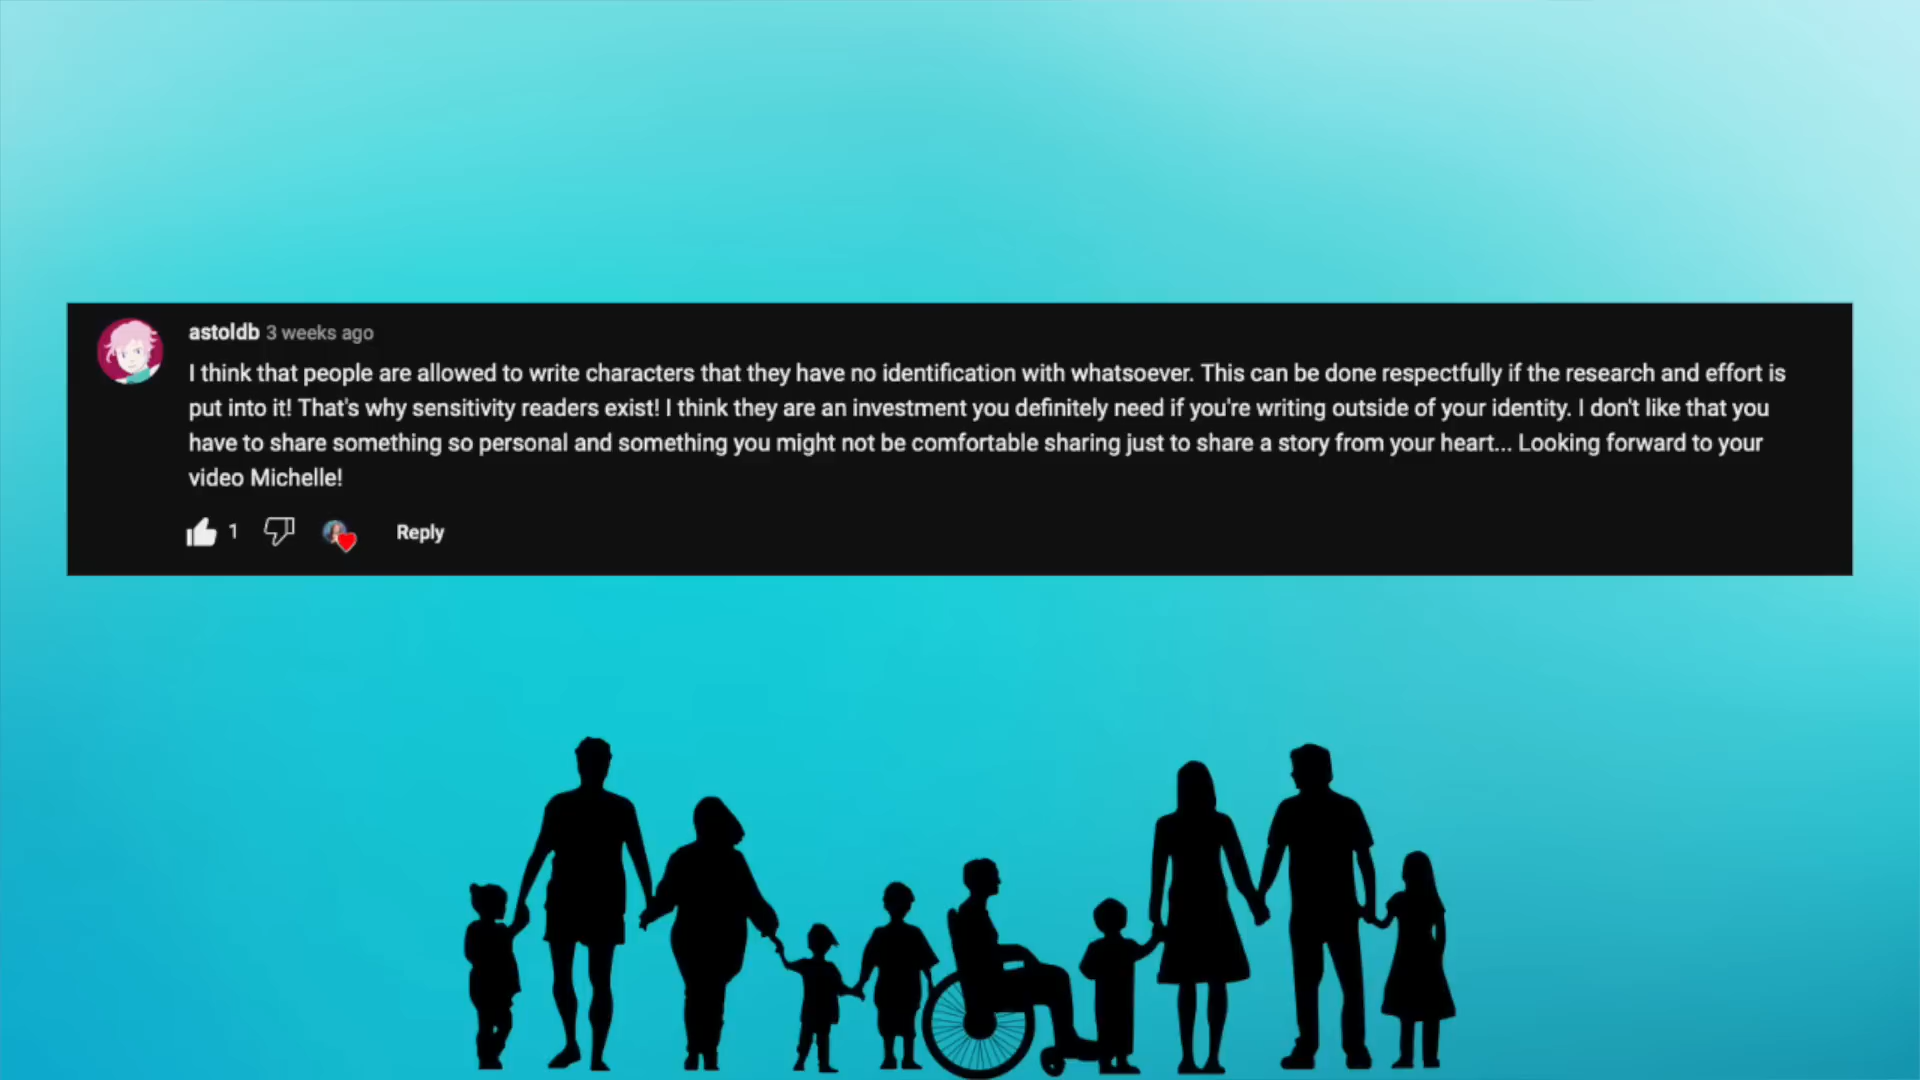 astoldb 3 weeks ago
I think that people are allowed to write characters that they have no identification with whatsoever. This can be done respectfully if the research and effort is
put into it! That's why sensitivity readers exist! I think they are an investment you definitely need if you're writing outside of your identity. I don't like that you
have to share something so personal and something you might not be comfortable sharing just to share a story from your heart... Looking forward to your
video Michelle!
1 Reply